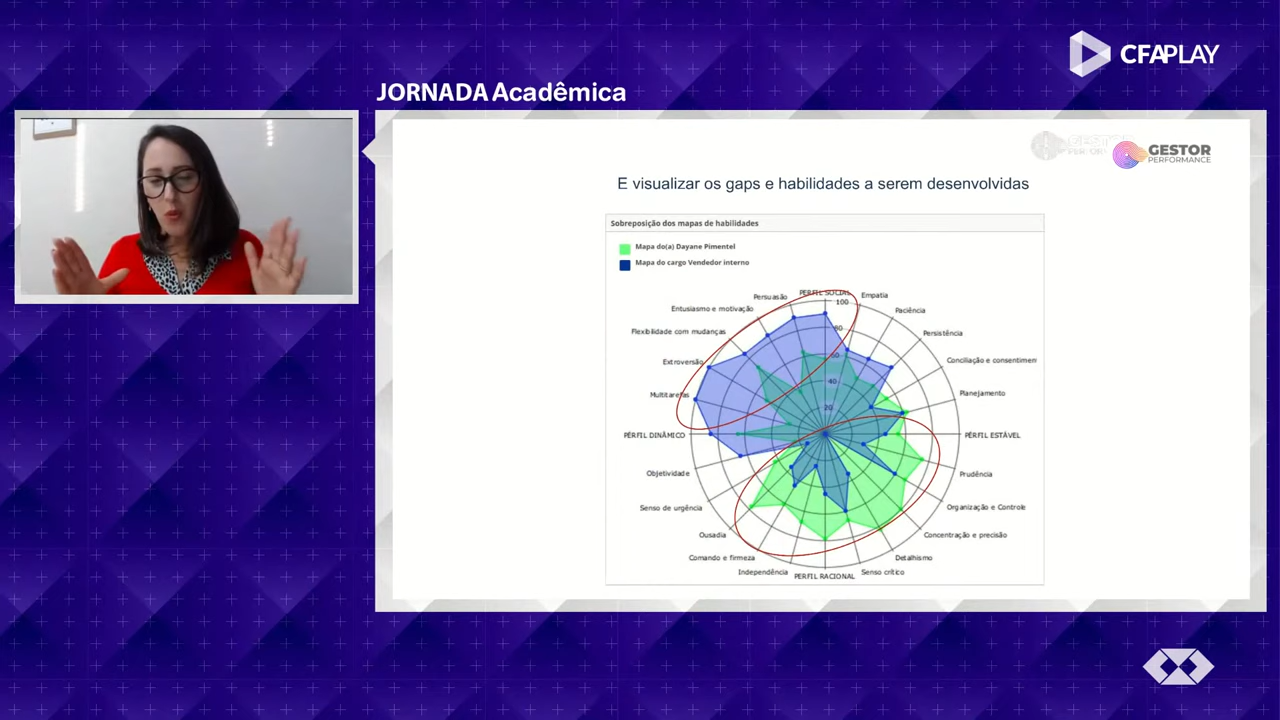 CFAPLAY
JORNADA Acadêmica
GESTOR
PERFORMANCE
E visualizar os gaps e habilidades a serem desenvolvidas
Sobreposição dos mapas de habilidades
Mapa do(a) Dayane Pimentel
Mapa do cargo Vendedor interno
PERFIL SOCIAL
Empatia
Persuasão
100
Entusiasmo e motivação
Paciência
80
Flexibilidade com mudanças
Persistência
60
Extroversão
Conciliação e consentimen
40
Multitarefas
Planejamento
20
PERFIL DINÂMICO
PERFIL ESTÁVEL
Objetividade
Prudência
Senso de urgência
Organização e Controle
Ousadia
Concentração e precisão
Comando e firmeza
Detalhismo
Independência
PERFIL RACIONAL
Senso crítico